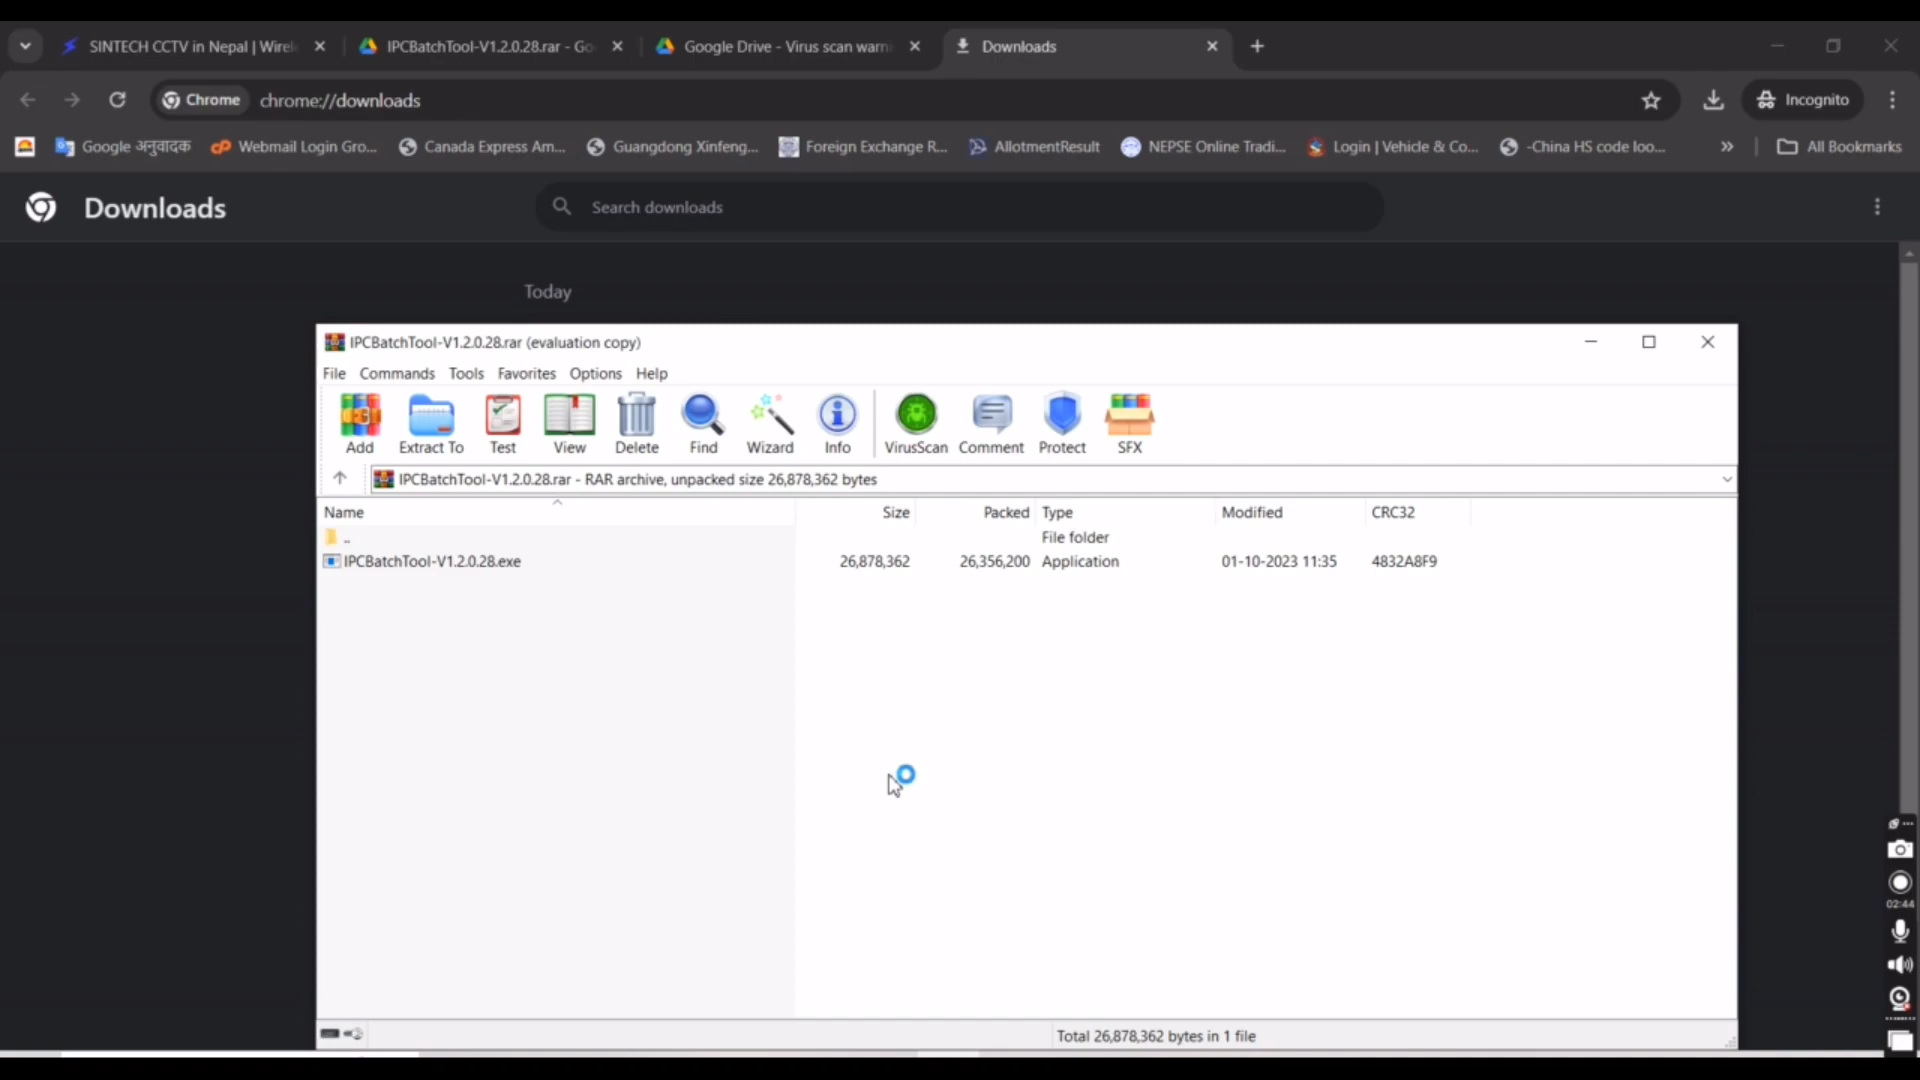 SINTECH CCTV in Nepal | Wirel
IPCBatchTool-V1.2.0.28.rar - Go
Google Drive - Virus scan warn
Downloads
Chrome
chrome://downloads
Incognito
Google अनुवादक
Webmail Login Gro...
Canada Express Am...
Guangdong Xinfeng...
Foreign Exchange R...
AllotmentResult
NEPSE Online Tradi...
Login | Vehicle & Co...
-China HS code loo...
All Bookmarks
Downloads
Search downloads
Today
IPCBatchTool-V1.2.0.28.rar (evaluation copy)
File Commands Tools Favorites Options Help
Add Extract To Test View Delete Find Wizard Info VirusScan Comment Protect SFX
IPCBatchTool-V1.2.0.28.rar - RAR archive, unpacked size 26,878,362 bytes
Name Size Packed Type Modified CRC32
.. File folder
IPCBatchTool-V1.2.0.28.exe 26,878,362 26,356,200 Application 01-10-2023 11:35 4832A8F9
02:44
Total 26,878,362 bytes in 1 file